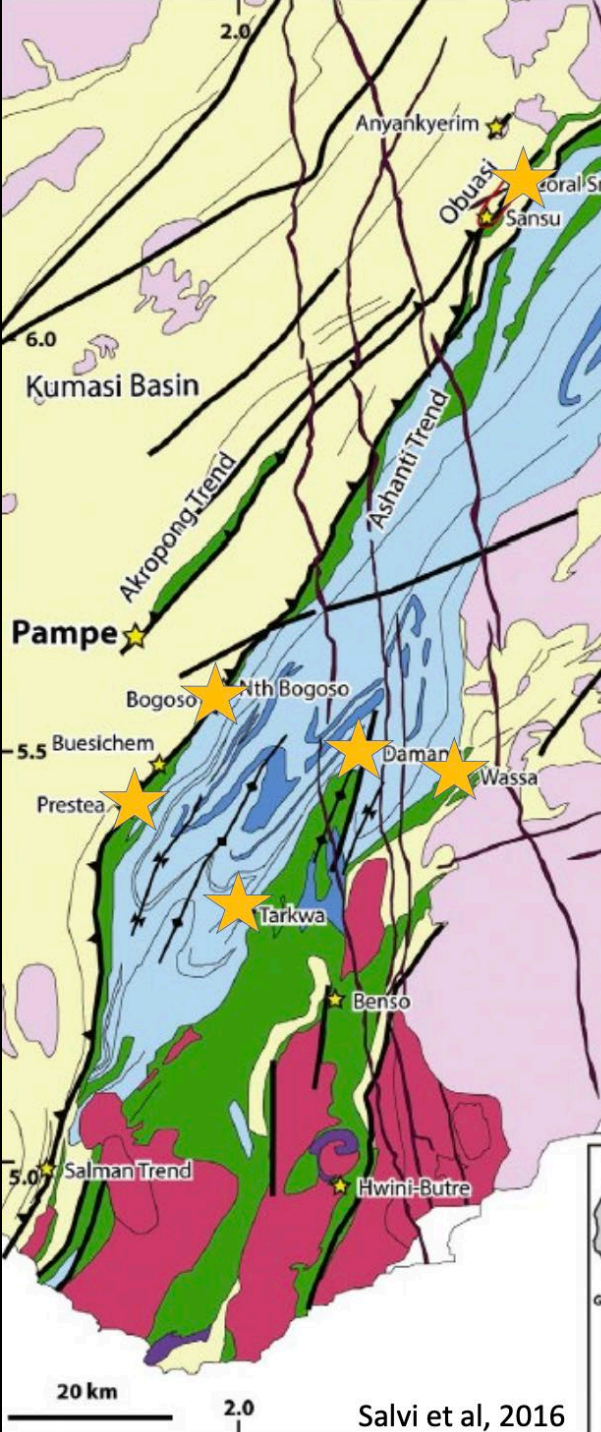 2.0
Anyankyerim
Obuasi
Sansu
6.0
Kumasi Basin
Ashanti Trend
Akropong Trend
Pampe
Bogoso
Nth Bogoso
Buesichem
5.5
Daman
Wassa
Prestea
Tarkwa
Benso
5.0
Salman Trend
Hwini-Butre
20 km
2.0
Salvi et al, 2016